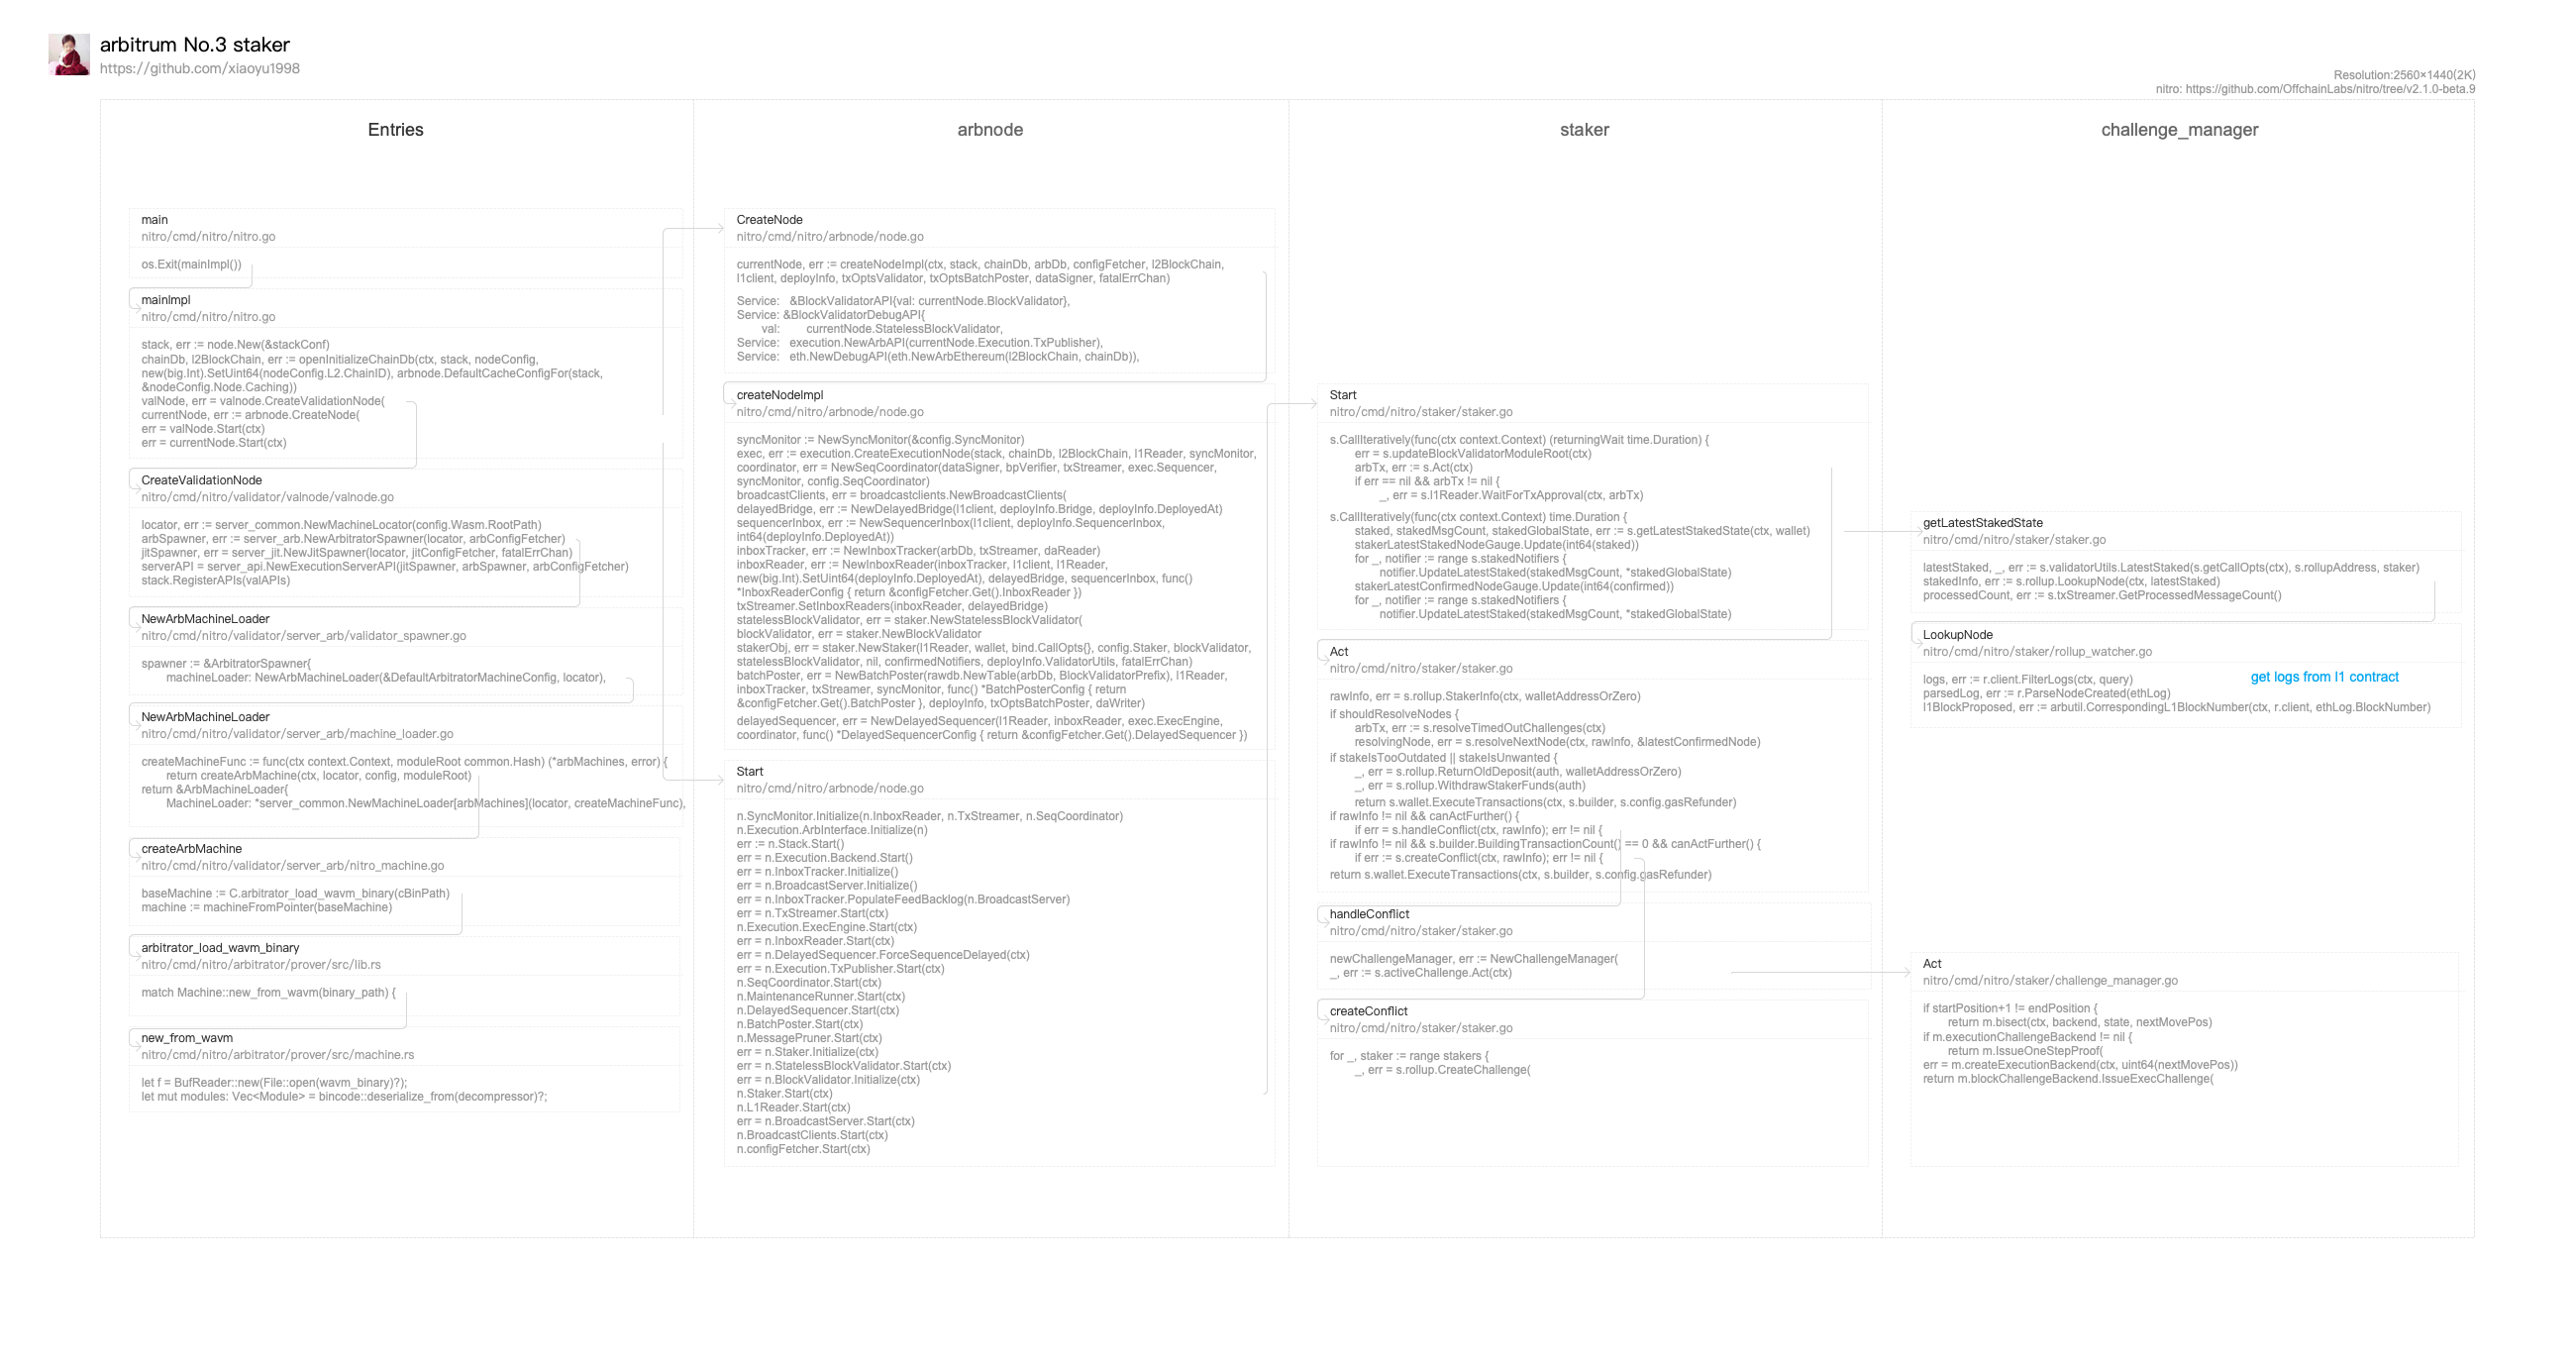 arbitrum No.3 staker
https://github.com/xiaoyu1998
Resolution:2560×1440(2K)
nitro: https://github.com/OffchainLabs/nitro/tree/v2.1.0-beta.9
Entries
main
nitro/cmd/nitro/nitro.go
os.Exit(mainImpl())
mainImpl
nitro/cmd/nitro/nitro.go
stack, err := node.New(&stackConf)
chainDb, l2BlockChain, err := openInitializeChainDb(ctx, stack, nodeConfig,
new(big.Int).SetUint64(nodeConfig.L2.ChainID), arbnode.DefaultCacheConfigFor(stack,
&nodeConfig.Node.Caching))
valNode, err = valnode.CreateValidationNode(
currentNode, err := arbnode.CreateNode(
err = valNode.Start(ctx)
err = currentNode.Start(ctx)
CreateValidationNode
nitro/cmd/nitro/validator/valnode/valnode.go
locator, err := server_common.NewMachineLocator(config.Wasm.RootPath)
arbSpawner, err := server_arb.NewArbitratorSpawner(locator, arbConfigFetcher)
jitSpawner, err = server_jit.NewJitSpawner(locator, jitConfigFetcher, fatalErrChan)
serverAPI = server_api.NewExecutionServerAPI(jitSpawner, arbSpawner, arbConfigFetcher)
stack.RegisterAPIs(valAPIs)
NewArbMachineLoader
nitro/cmd/nitro/validator/server_arb/validator_spawner.go
spawner := &ArbitratorSpawner{
machineLoader: NewArbMachineLoader(&DefaultArbitratorMachineConfig, locator),
NewArbMachineLoader
nitro/cmd/nitro/validator/server_arb/machine_loader.go
createMachineFunc := func(ctx context.Context, moduleRoot common.Hash) (*arbMachines, error) {
return createArbMachine(ctx, locator, config, moduleRoot)
return &ArbMachineLoader{
MachineLoader: *server_common.NewMachineLoader[arbMachines](locator, createMachineFunc),
createArbMachine
nitro/cmd/nitro/validator/server_arb/nitro_machine.go
baseMachine := C.arbitrator_load_wavm_binary(cBinPath)
machine := machineFromPointer(baseMachine)
arbitrator_load_wavm_binary
nitro/cmd/nitro/arbitrator/prover/src/lib.rs
match Machine::new_from_wavm(binary_path) {
new_from_wavm
nitro/cmd/nitro/arbitrator/prover/src/machine.rs
let f = BufReader::new(File::open(wavm_binary)?);
let mut modules: Vec<Module> = bincode::deserialize_from(decompressor)?;
arbnode
CreateNode
nitro/cmd/nitro/arbnode/node.go
currentNode, err := createNodeImpl(ctx, stack, chainDb, arbDb, configFetcher, l2BlockChain,
l1client, deployInfo, txOptsValidator, txOptsBatchPoster, dataSigner, fatalErrChan)
Service: &BlockValidatorAPI{val: currentNode.BlockValidator},
Service: &BlockValidatorDebugAPI{
val: currentNode.StatelessBlockValidator,
Service: execution.NewArbAPI(currentNode.Execution.TxPublisher),
Service: eth.NewDebugAPI(eth.NewArbEthereum(l2BlockChain, chainDb)),
createNodeImpl
nitro/cmd/nitro/arbnode/node.go
syncMonitor := NewSyncMonitor(&config.SyncMonitor)
exec, err := execution.CreateExecutionNode(stack, chainDb, l2BlockChain, l1Reader, syncMonitor,
coordinator, err = NewSeqCoordinator(dataSigner, bpVerifier, txStreamer, exec.Sequencer,
syncMonitor, config.SeqCoordinator)
broadcastClients, err = broadcastclients.NewBroadcastClients(
delayedBridge, err := NewDelayedBridge(l1client, deployInfo.Bridge, deployInfo.DeployedAt)
sequencerInbox, err := NewSequencerInbox(l1client, deployInfo.SequencerInbox,
int64(deployInfo.DeployedAt))
inboxTracker, err := NewInboxTracker(arbDb, txStreamer, daReader)
inboxReader, err := NewInboxReader(inboxTracker, l1client, l1Reader,
new(big.Int).SetUint64(deployInfo.DeployedAt), delayedBridge, sequencerInbox, func()
*InboxReaderConfig { return &configFetcher.Get().InboxReader })
txStreamer.SetInboxReaders(inboxReader, delayedBridge)
statelessBlockValidator, err = staker.NewStatelessBlockValidator(
blockValidator, err = staker.NewBlockValidator
stakerObj, err = staker.NewStaker(l1Reader, wallet, bind.CallOpts{}, config.Staker, blockValidator,
statelessBlockValidator, nil, confirmedNotifiers, deployInfo.ValidatorUtils, fatalErrChan)
batchPoster, err = NewBatchPoster(rawdb.NewTable(arbDb, BlockValidatorPrefix), l1Reader,
inboxTracker, txStreamer, syncMonitor, func() *BatchPosterConfig { return
&configFetcher.Get().BatchPoster }, deployInfo, txOptsBatchPoster, daWriter)
delayedSequencer, err = NewDelayedSequencer(l1Reader, inboxReader, exec.ExecEngine,
coordinator, func() *DelayedSequencerConfig { return &configFetcher.Get().DelayedSequencer })
Start
nitro/cmd/nitro/arbnode/node.go
n.SyncMonitor.Initialize(n.InboxReader, n.TxStreamer, n.SeqCoordinator)
n.Execution.ArbInterface.Initialize(n)
err := n.Stack.Start()
err = n.Execution.Backend.Start()
err = n.InboxTracker.Initialize()
err = n.BroadcastServer.Initialize()
err = n.InboxTracker.PopulateFeedBacklog(n.BroadcastServer)
err = n.TxStreamer.Start(ctx)
n.Execution.ExecEngine.Start(ctx)
err = n.InboxReader.Start(ctx)
err = n.DelayedSequencer.ForceSequenceDelayed(ctx)
err = n.Execution.TxPublisher.Start(ctx)
n.SeqCoordinator.Start(ctx)
n.MaintenanceRunner.Start(ctx)
n.DelayedSequencer.Start(ctx)
n.BatchPoster.Start(ctx)
n.MessagePruner.Start(ctx)
err = n.Staker.Initialize(ctx)
err = n.StatelessBlockValidator.Start(ctx)
err = n.BlockValidator.Initialize(ctx)
n.Staker.Start(ctx)
n.L1Reader.Start(ctx)
err = n.BroadcastServer.Start(ctx)
n.BroadcastClients.Start(ctx)
n.configFetcher.Start(ctx)
staker
Start
nitro/cmd/nitro/staker/staker.go
s.CallIteratively(func(ctx context.Context) (returningWait time.Duration) {
err = s.updateBlockValidatorModuleRoot(ctx)
arbTx, err := s.Act(ctx)
if err == nil && arbTx != nil {
_, err = s.l1Reader.WaitForTxApproval(ctx, arbTx)
s.CallIteratively(func(ctx context.Context) time.Duration {
staked, stakedMsgCount, stakedGlobalState, err := s.getLatestStakedState(ctx, wallet)
stakerLatestStakedNodeGauge.Update(int64(staked))
for _, notifier := range s.stakedNotifiers {
notifier.UpdateLatestStaked(stakedMsgCount, *stakedGlobalState)
stakerLatestConfirmedNodeGauge.Update(int64(confirmed))
for _, notifier := range s.stakedNotifiers {
notifier.UpdateLatestStaked(stakedMsgCount, *stakedGlobalState)
Act
nitro/cmd/nitro/staker/staker.go
rawInfo, err = s.rollup.StakerInfo(ctx, walletAddressOrZero)
if shouldResolveNodes {
arbTx, err := s.resolveTimedOutChallenges(ctx)
resolvingNode, err = s.resolveNextNode(ctx, rawInfo, &latestConfirmedNode)
if stakeIsTooOutdated || stakeIsUnwanted {
_, err = s.rollup.ReturnOldDeposit(auth, walletAddressOrZero)
_, err = s.rollup.WithdrawStakerFunds(auth)
return s.wallet.ExecuteTransactions(ctx, s.builder, s.config.gasRefunder)
if rawInfo != nil && canActFurther() {
if err = s.handleConflict(ctx, rawInfo); err != nil {
if rawInfo != nil && s.builder.BuildingTransactionCount() == 0 && canActFurther() {
if err := s.createConflict(ctx, rawInfo); err != nil {
return s.wallet.ExecuteTransactions(ctx, s.builder, s.config.gasRefunder)
handleConflict
nitro/cmd/nitro/staker/staker.go
newChallengeManager, err := NewChallengeManager(
_, err := s.activeChallenge.Act(ctx)
createConflict
nitro/cmd/nitro/staker/staker.go
for _, staker := range stakers {
_, err = s.rollup.CreateChallenge(
challenge_manager
getLatestStakedState
nitro/cmd/nitro/staker/staker.go
latestStaked, _, err := s.validatorUtils.LatestStaked(s.getCallOpts(ctx), s.rollupAddress, staker)
stakedInfo, err := s.rollup.LookupNode(ctx, latestStaked)
processedCount, err := s.txStreamer.GetProcessedMessageCount()
LookupNode
nitro/cmd/nitro/staker/rollup_watcher.go
logs, err := r.client.FilterLogs(ctx, query)
get logs from l1 contract
parsedLog, err := r.ParseNodeCreated(ethLog)
l1BlockProposed, err := arbutil.CorrespondingL1BlockNumber(ctx, r.client, ethLog.BlockNumber)
Act
nitro/cmd/nitro/staker/challenge_manager.go
if startPosition+1 != endPosition {
return m.bisect(ctx, backend, state, nextMovePos)
if m.executionChallengeBackend != nil {
return m.IssueOneStepProof(
err = m.createExecutionBackend(ctx, uint64(nextMovePos))
return m.blockChallengeBackend.IssueExecChallenge(